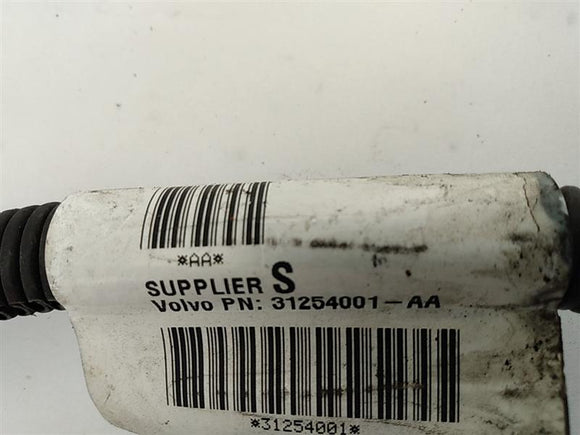 *AA*
SUPPLIER S
Volvo PN: 31254001-AA
*31254001*